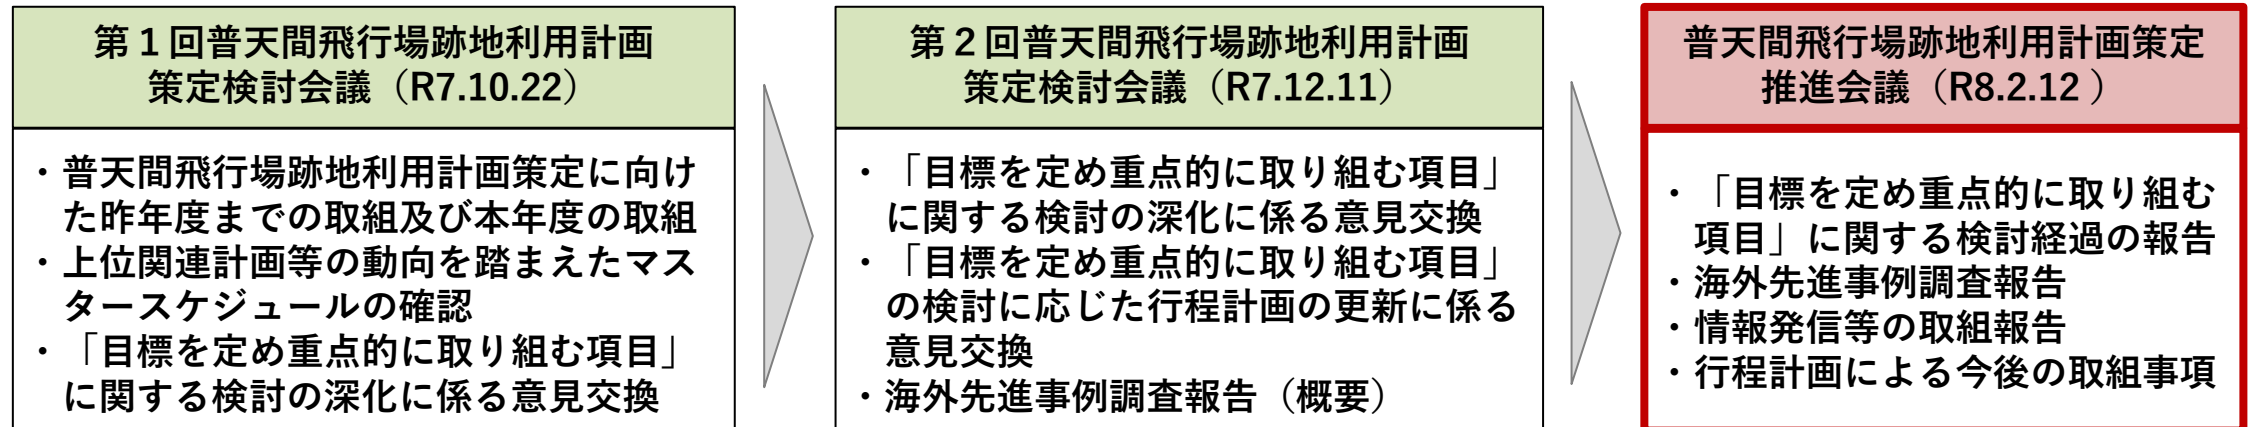 第１回普天間飛行場跡地利用計画
策定検討会議（R7.10.22）
・普天間飛行場跡地利用計画策定に向け
た昨年度までの取組及び本年度の取組
・上位関連計画等の動向を踏まえたマス
タースケジュールの確認
・「目標を定め重点的に取り組む項目」
に関する検討の深化に係る意見交換
第２回普天間飛行場跡地利用計画
策定検討会議（R7.12.11）
・「目標を定め重点的に取り組む項目」
に関する検討の深化に係る意見交換
・「目標を定め重点的に取り組む項目」
の検討に応じた行程計画の更新に係る
意見交換
・海外先進事例調査報告（概要）
普天間飛行場跡地利用計画策定
推進会議（R8.2.12 ）
・「目標を定め重点的に取り組む
項目」に関する検討経過の報告
・海外先進事例調査報告
・情報発信等の取組報告
・行程計画による今後の取組事項